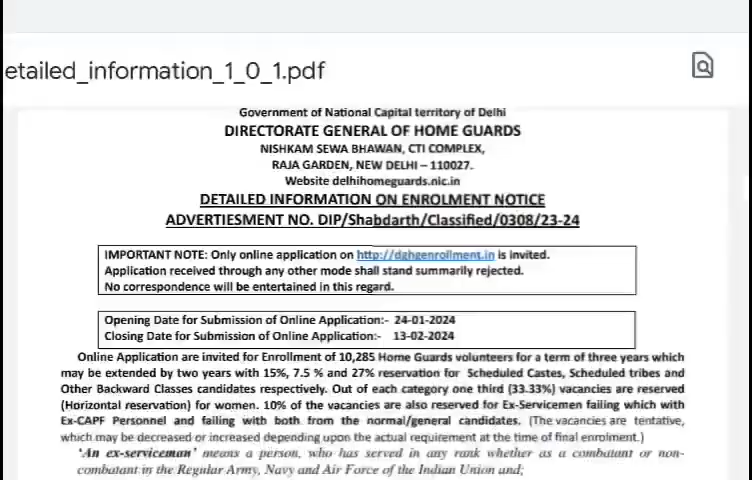 etailed_information_1_0_1.pdf
Government of National Capital territory of Delhi
DIRECTORATE GENERAL OF HOME GUARDS
NISHKAM SEWA BHAWAN, CTI COMPLEX,
RAJA GARDEN, NEW DELHI – 110027.
Website delhihomeguards.nic.in
DETAILED INFORMATION ON ENROLMENT NOTICE
ADVERTIESMENT NO. DIP/Shabdarth/Classified/0308/23-24
IMPORTANT NOTE: Only online application on http://dghgenrollment.in is invited.
Application received through any other mode shall stand summarily rejected.
No correspondence will be entertained in this regard.
Opening Date for Submission of Online Application:- 24-01-2024
Closing Date for Submission of Online Application:- 13-02-2024
Online Application are invited for Enrollment of 10,285 Home Guards volunteers for a term of three years which
may be extended by two years with 15%, 7.5 % and 27% reservation for Scheduled Castes, Scheduled tribes and
Other Backward Classes candidates respectively. Out of each category one third (33.33%) vacancies are reserved
(Horizontal reservation) for women. 10% of the vacancies are also reserved for Ex-Servicemen failing which with
Ex-CAPF Personnel and failing with both from the normal/general candidates. (The vacancies are tentative,
which may be decreased or increased depending upon the actual requirement at the time of final enrolment.)
'An ex-serviceman' means a person, who has served in any rank whether as a combatant or non-
combatant in the Regular Army, Navy and Air Force of the Indian Union and;